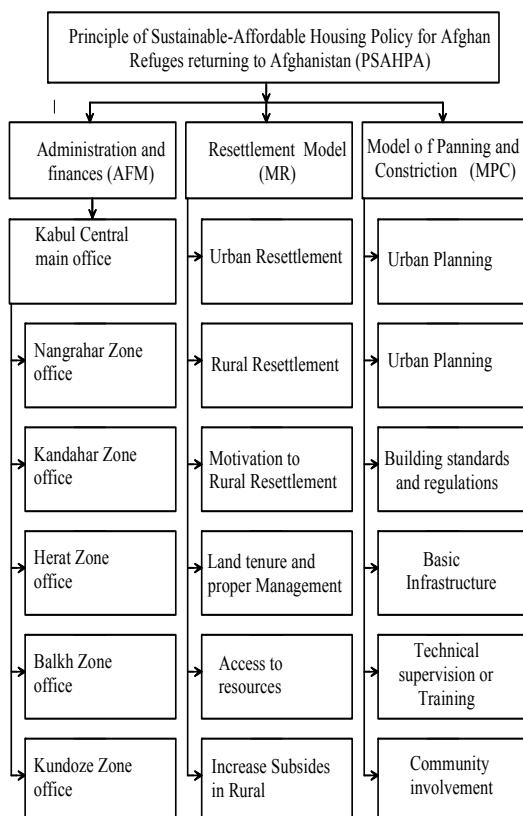 Principle of Sustainable-Affordable Housing Policy for Afghan
Refuges returning to Afghanistan (PSAHPA)
Administration and
finances (AFM)
Kabul Central
main office
Nangrahar Zone
office
Kandahar Zone
office
Herat Zone
office
Balkh Zone
office
Kundoze Zone
office
Resettlement Model
(MR)
Urban Resettlement
Rural Resettlement
Motivation to
Rural Resettlement
Land tenure and
proper Management
Access to
resources
Increase Subsides
in Rural
Model o f Panning and
Constriction (MPC)
Urban Planning
Urban Planning
Building standards
and regulations
Basic
Infrastructure
Technical
supervision or
Training
Community
involvement